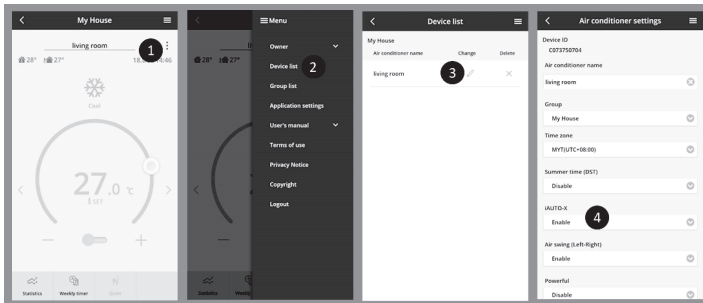 My House
living room
1
28° 27°
Cool
27.0 °c
SET
Statistics Weekly timer
Menu
Owner
Device list
2
Group list
Application settings
User's manual
Terms of use
Privacy Notice
Copyright
Logout
28° 27°
Statistics
Device list
My House
Air conditioner name Change Delete
living room
3
Air conditioner settings
Device ID
C073750704
Air conditioner name
living room
Group
My House
Time zone
MYT(UTC+08:00)
Summer time (DST)
Disable
iAUTO-X
Enable
4
Air swing (Left-Right)
Enable
Powerful
Disable